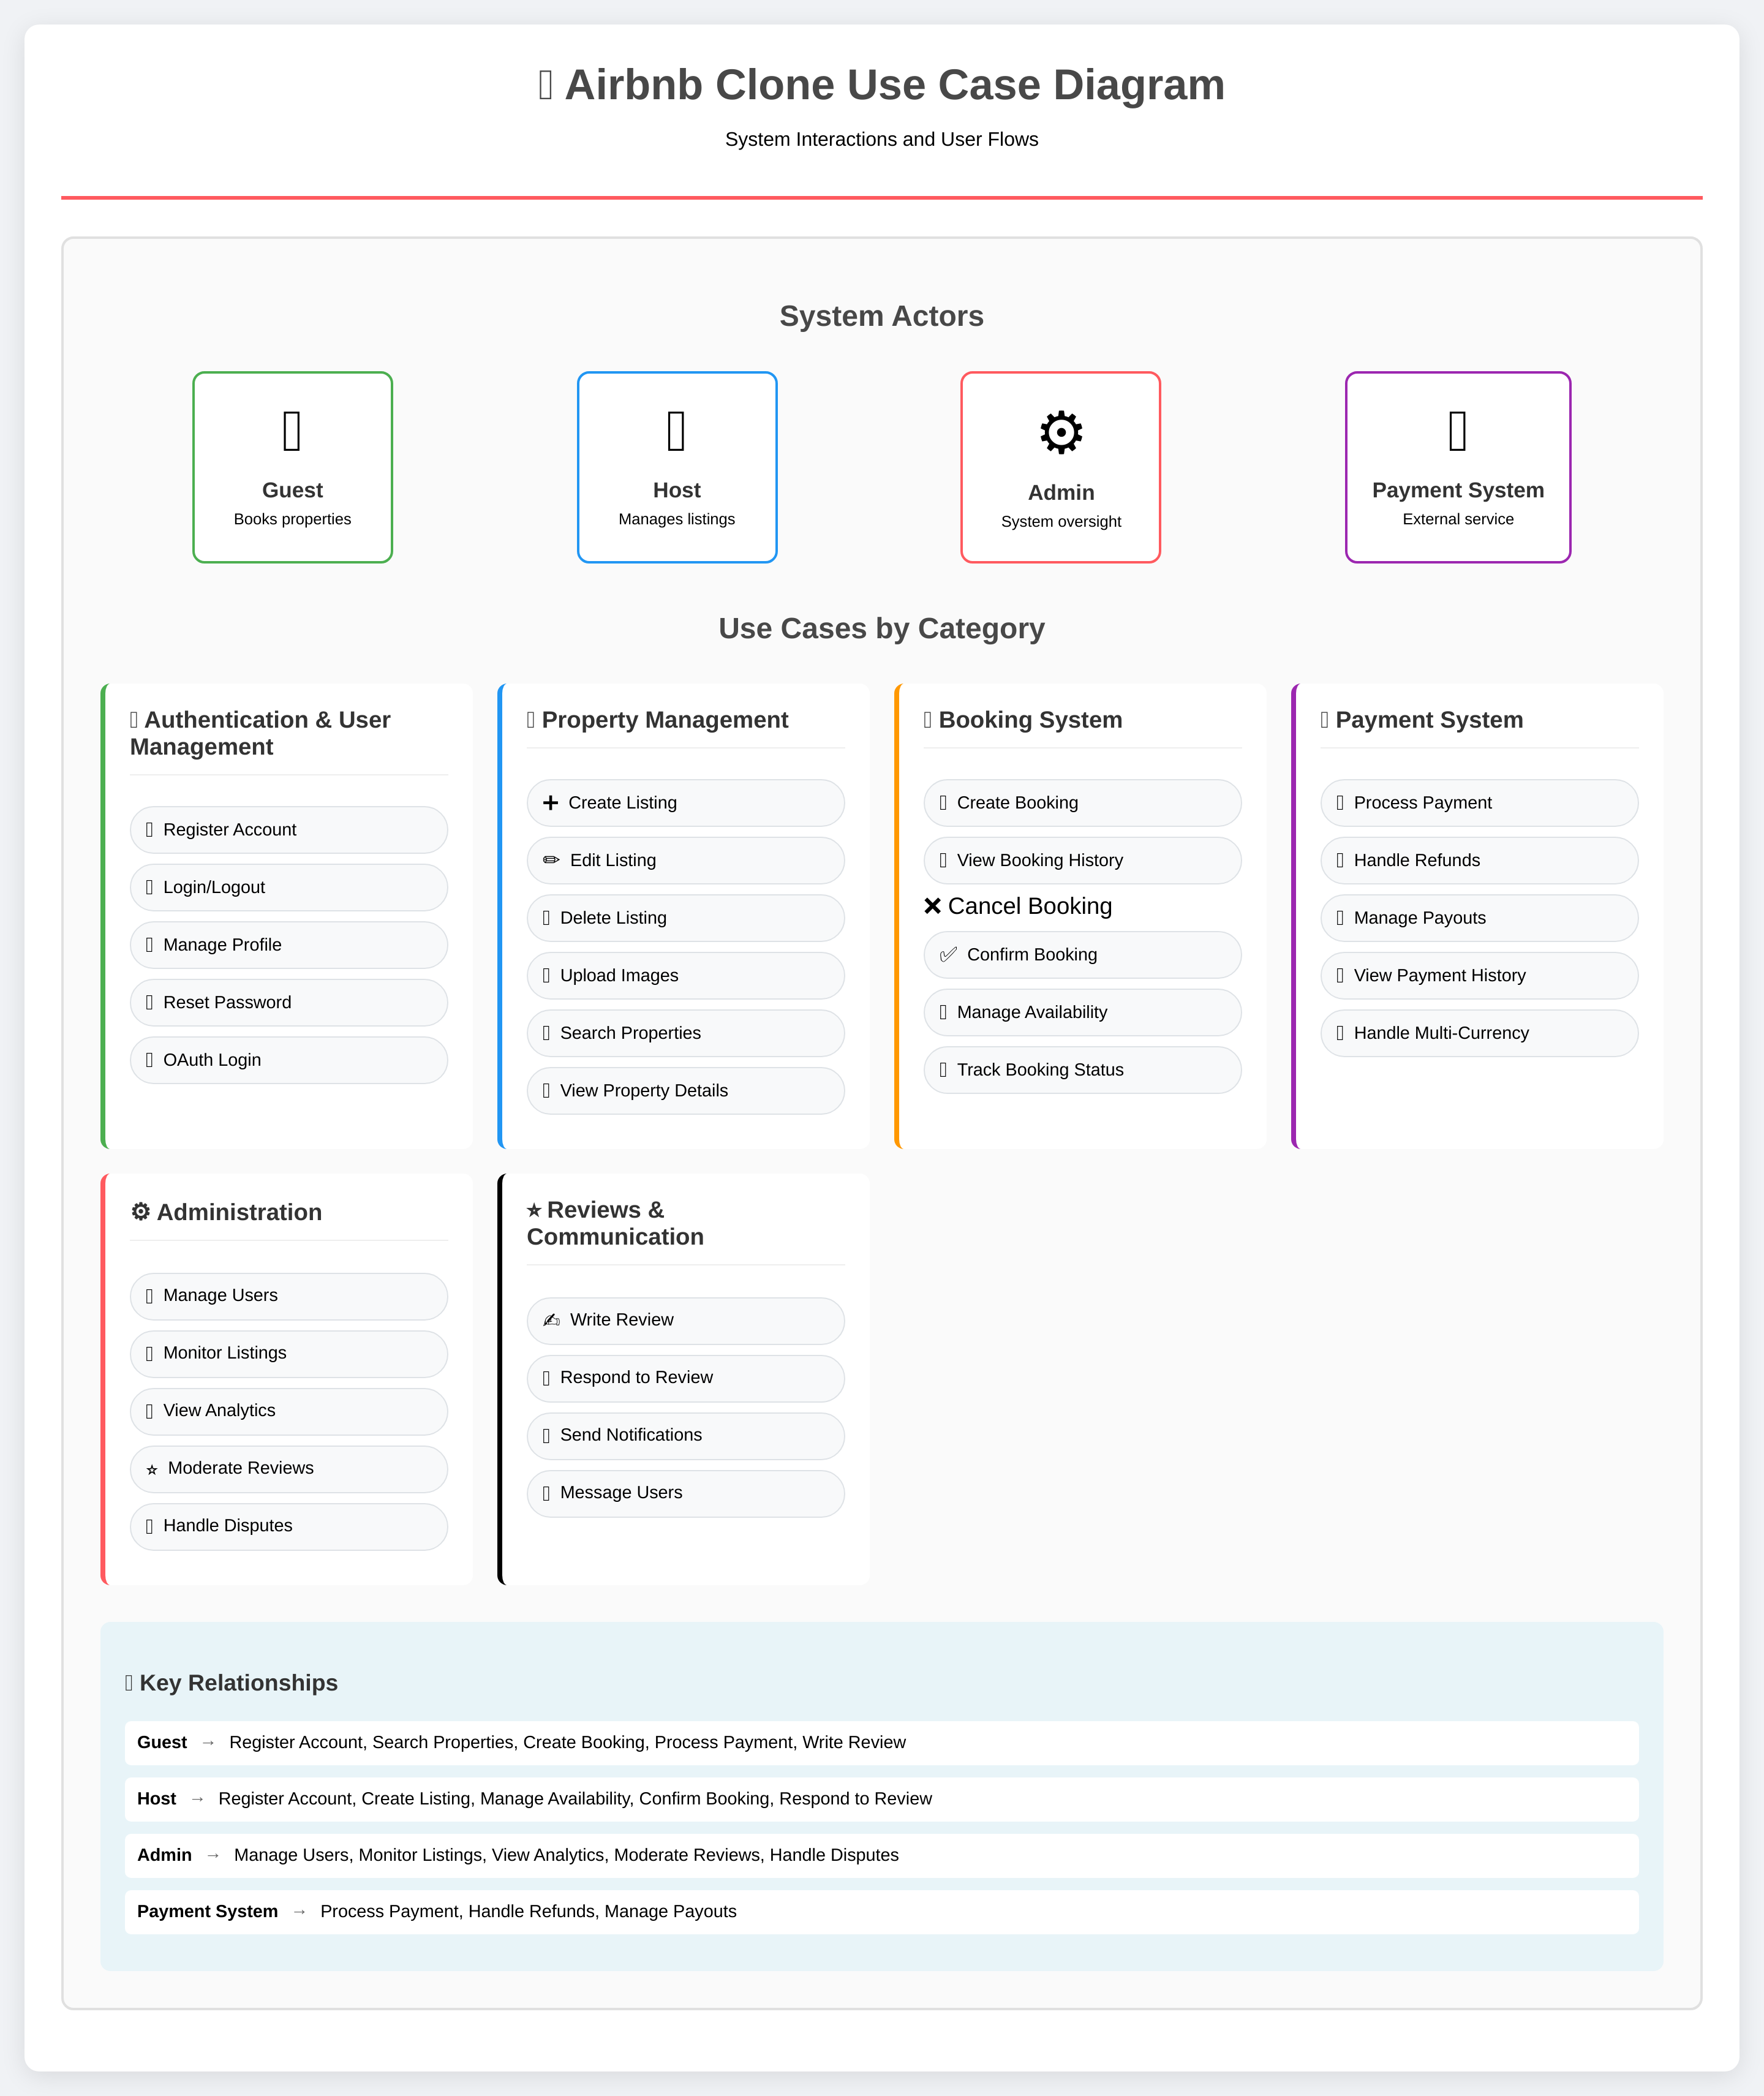 Airbnb Clone Use Case Diagram
System Interactions and User Flows
System Actors
Guest
Books properties
Host
Manages listings
Admin
System oversight
Payment System
External service
Use Cases by Category
Authentication & User
Management
Register Account
Login/Logout
Manage Profile
Reset Password
OAuth Login
Property Management
Create Listing
Edit Listing
Delete Listing
Upload Images
Search Properties
View Property Details
Booking System
Create Booking
View Booking History
❌ Cancel Booking
Confirm Booking
Manage Availability
Track Booking Status
Payment System
Process Payment
Handle Refunds
Manage Payouts
View Payment History
Handle Multi-Currency
Administration
Manage Users
Monitor Listings
View Analytics
Moderate Reviews
Handle Disputes
Reviews &
Communication
Write Review
Respond to Review
Send Notifications
Message Users
Key Relationships
Guest → Register Account, Search Properties, Create Booking, Process Payment, Write Review
Host → Register Account, Create Listing, Manage Availability, Confirm Booking, Respond to Review
Admin → Manage Users, Monitor Listings, View Analytics, Moderate Reviews, Handle Disputes
Payment System → Process Payment, Handle Refunds, Manage Payouts